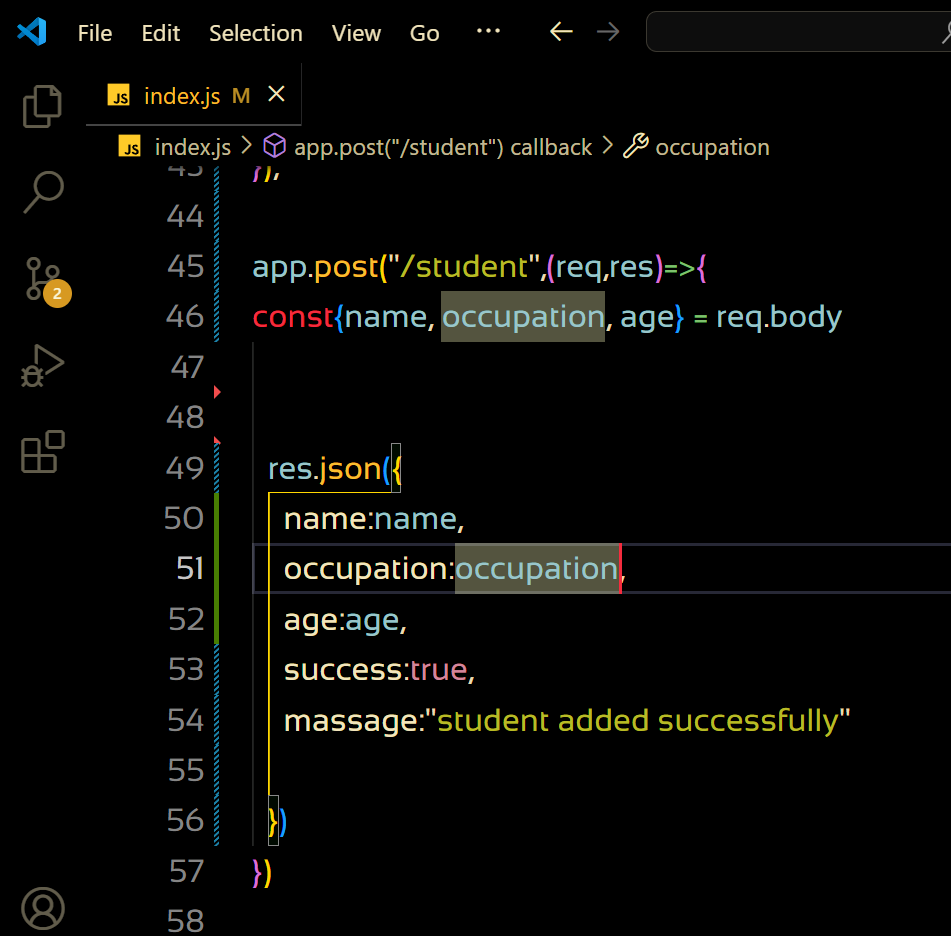 File Edit Selection View Go ...
JS index.js M
JS index.js > app.post("/student") callback > occupation
43 }),
44
45 app.post("/student",(req,res)=>{
46 const{name, occupation, age} = req.body
2
47
48
49 res.json({
50 name:name,
51 occupation:occupation,
52 age:age,
53 success:true,
54 massage:"student added successfully"
55
56 })
57 })
58